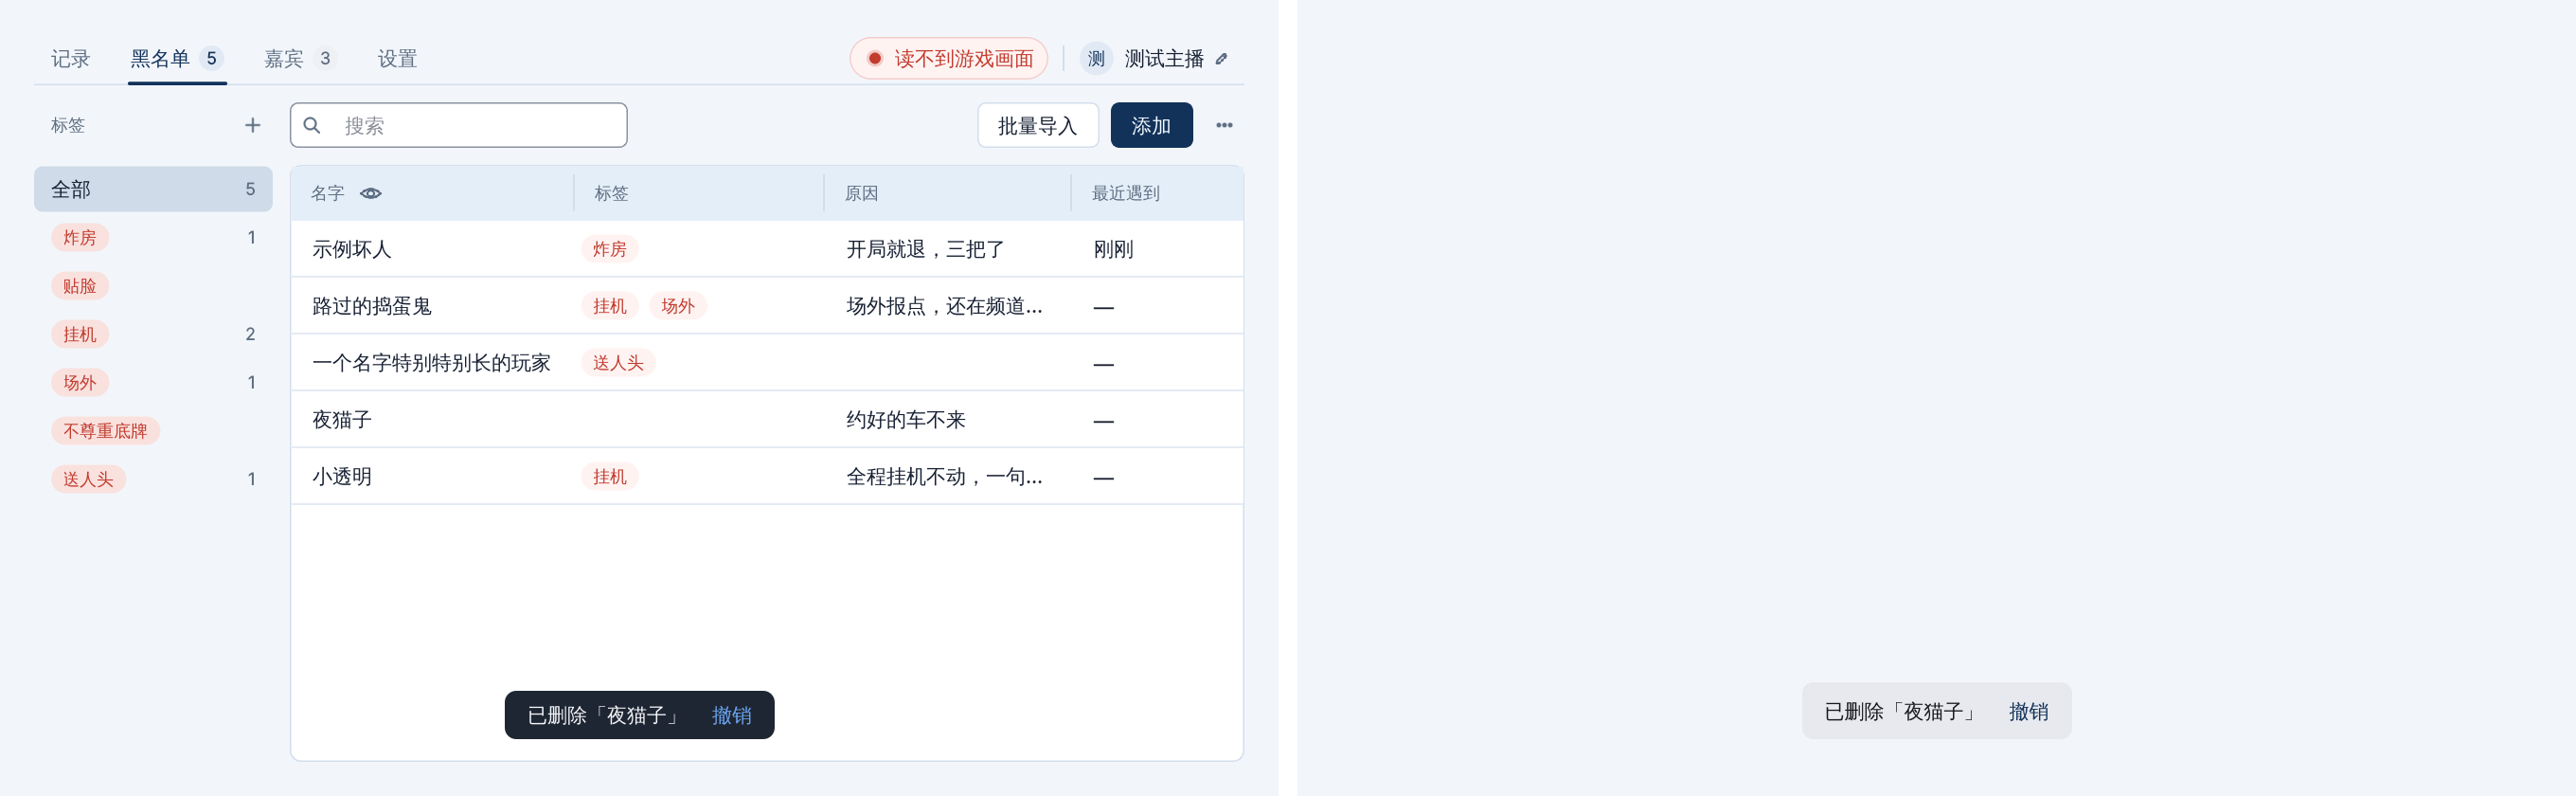 记录 黑名单 5 嘉宾 3 设置 读不到游戏画面 测 测试主播
标签 搜索 批量导入 添加
全部 5
炸房 1
贴脸
挂机 2
场外 1
不尊重底牌
送人头 1
名字 标签 原因 最近遇到
示例坏人 炸房 开局就退，三把了 刚刚
路过的捣蛋鬼 挂机 场外 场外报点，还在频道... —
一个名字特别特别长的玩家 送人头 —
夜猫子 约好的车不来 —
小透明 挂机 全程挂机不动，一句... —
已删除「夜猫子」 撤销
已删除「夜猫子」 撤销